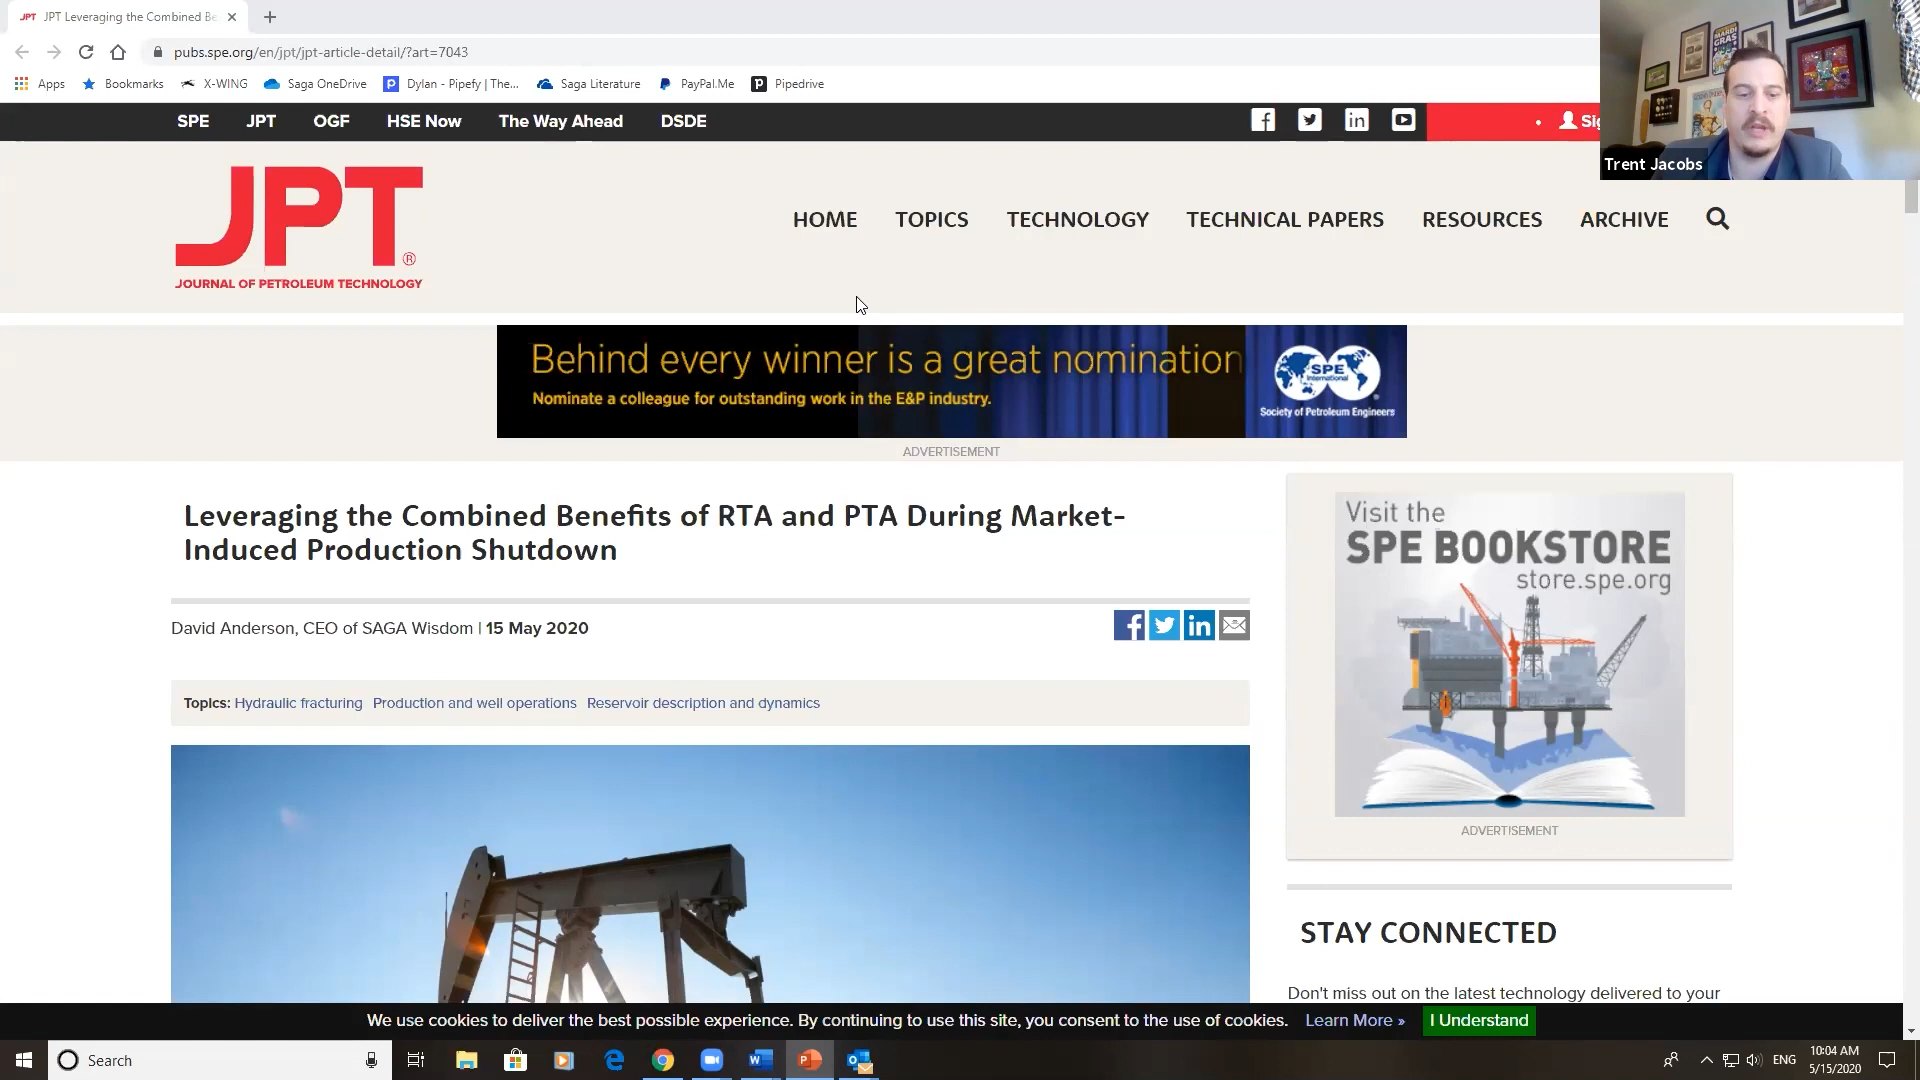 JPT JPT Leveraging the Combined Be
pubs.spe.org/en/jpt/jpt-article-detail/?art=7043
Apps Bookmarks X-WING Saga OneDrive Dylan - Pipefy | The... Saga Literature PayPal.Me Pipedrive
SPE JPT OGF HSE Now The Way Ahead DSDE
Trent Jacobs
JPT®
JOURNAL OF PETROLEUM TECHNOLOGY
HOME TOPICS TECHNOLOGY TECHNICAL PAPERS RESOURCES ARCHIVE
Behind every winner is a great nomination
Nominate a colleague for outstanding work in the E&P industry.
SPE
International
Society of Petroleum Engineers
ADVERTISEMENT
Leveraging the Combined Benefits of RTA and PTA During Market-
Induced Production Shutdown
David Anderson, CEO of SAGA Wisdom | 15 May 2020
Topics: Hydraulic fracturing Production and well operations Reservoir description and dynamics
Visit the
SPE BOOKSTORE
store.spe.org
ADVERTISEMENT
STAY CONNECTED
Don't miss out on the latest technology delivered to your
We use cookies to deliver the best possible experience. By continuing to use this site, you consent to the use of cookies. Learn More » I Understand
Search
ENG
10:04 AM
5/15/2020